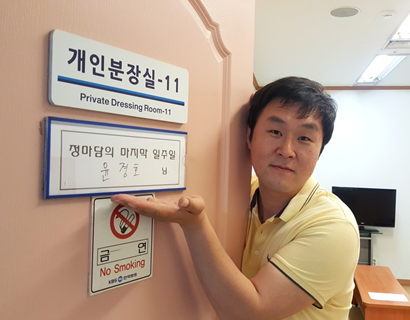 개인분장실-11
Private Dressing Room-11
정마담의 마지막 일주일
윤정호 님
금연
No Smoking
KBS